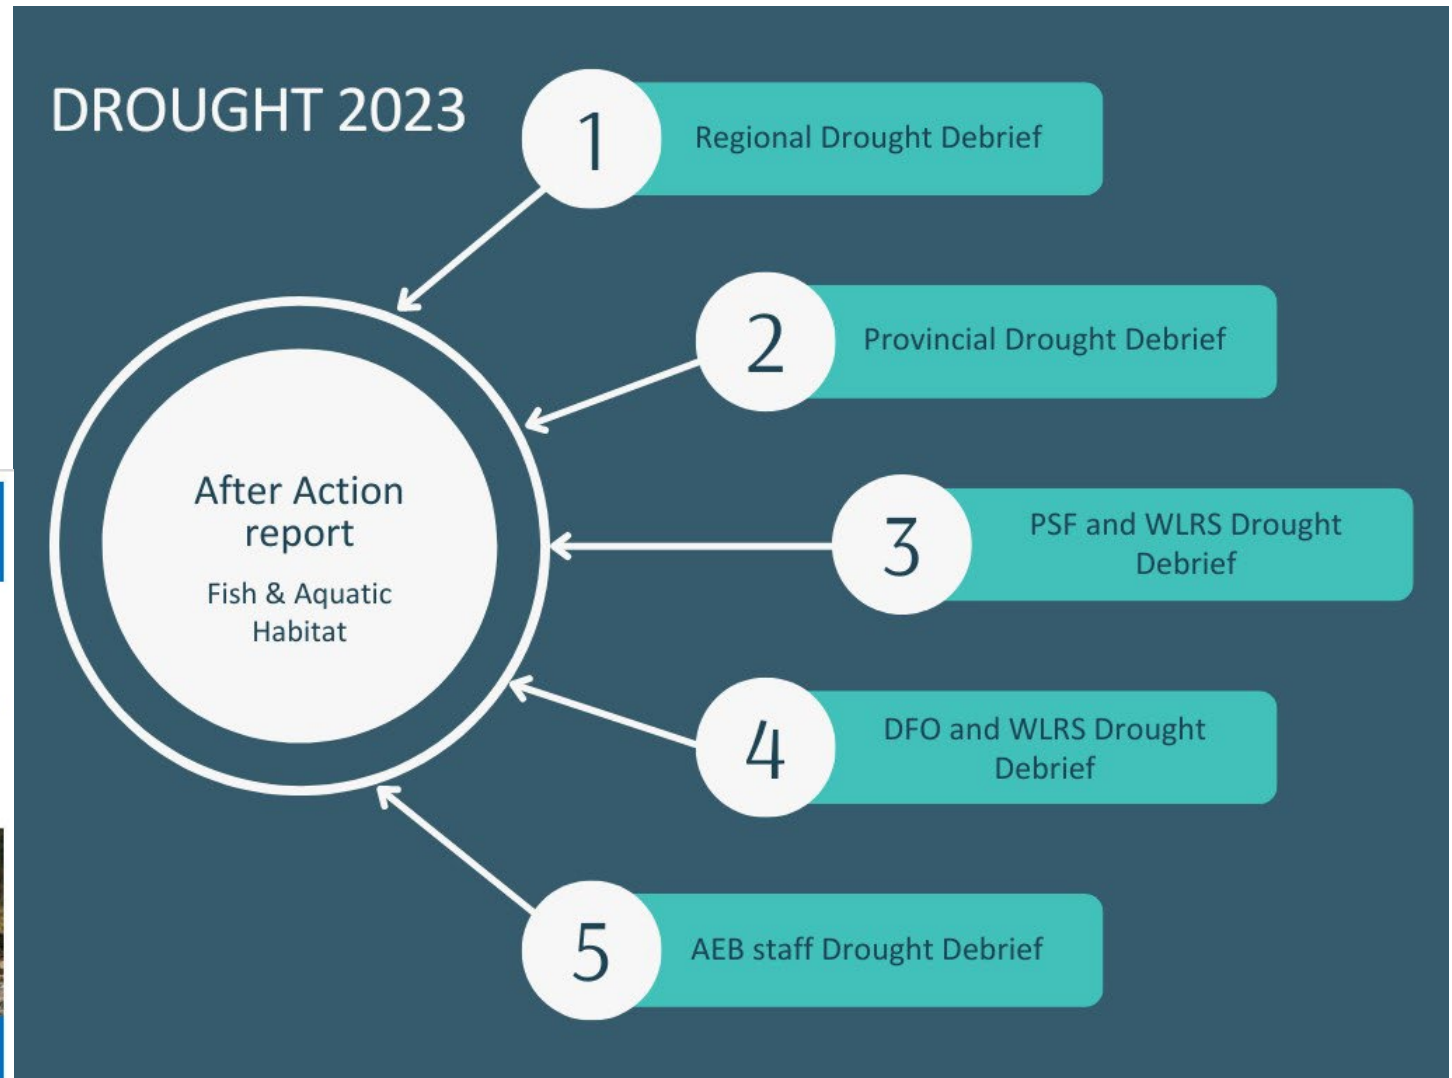 DROUGHT 2023
1
Regional Drought Debrief
2
Provincial Drought Debrief
After Action
report
Fish & Aquatic
Habitat
3
PSF and WLRS Drought
Debrief
4
DFO and WLRS Drought
Debrief
5
AEB staff Drought Debrief